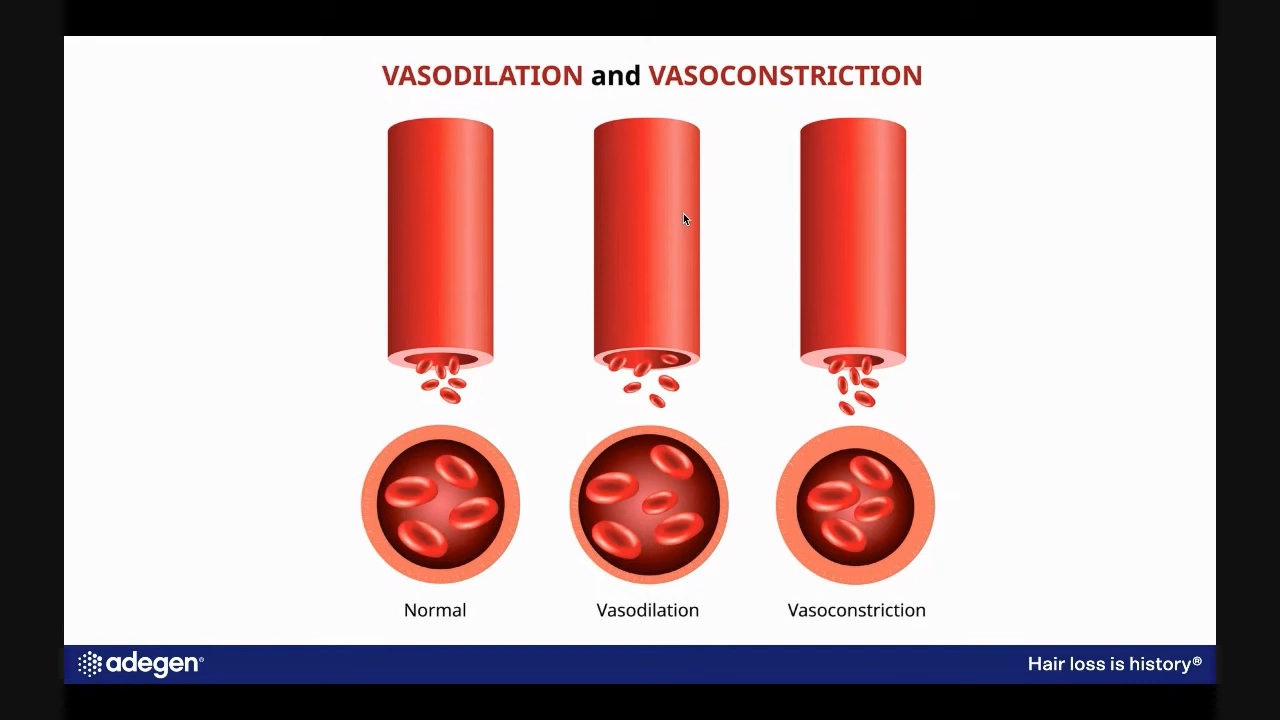 VASODILATION and VASOCONSTRICTION
Normal
Vasodilation
Vasoconstriction
adegen®
Hair loss is history®